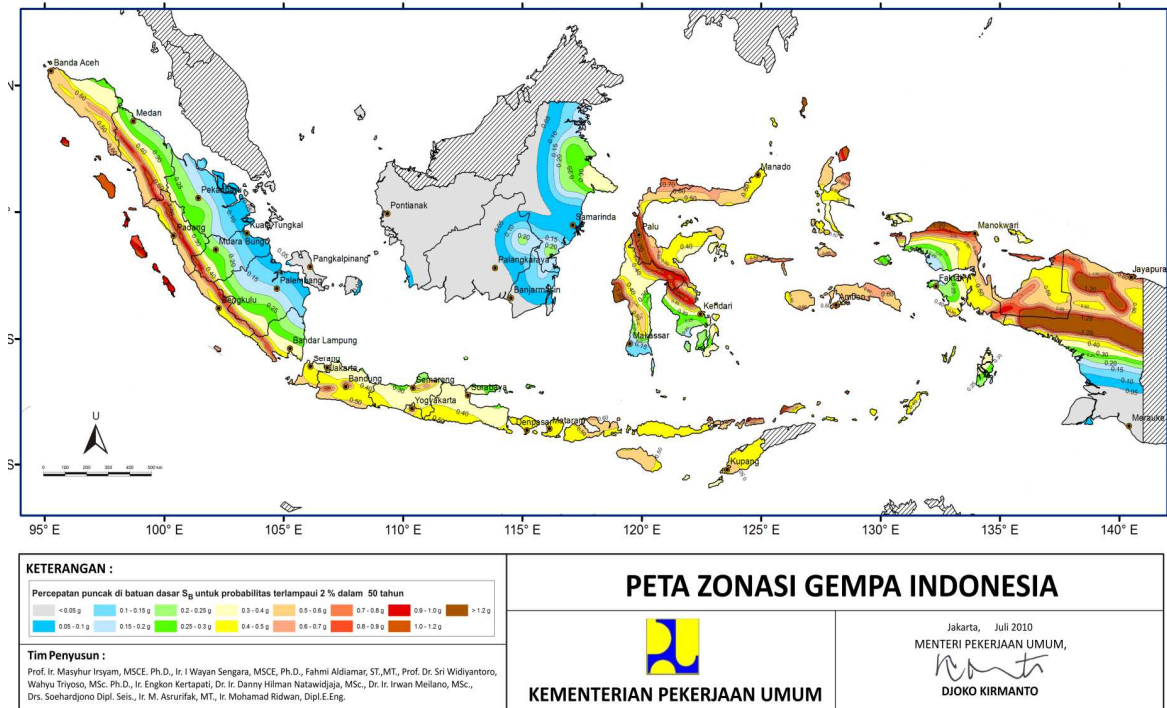 Banda Aceh
Medan
Pekanbaru
Padang
Kuala Tungkal
Muara Bungo
Pangkalpinang
Palembang
Bengkulu
Bandar Lampung
Serang
Jakarta
Bandung
Semarang
Yogyakarta
Surabaya
Denpasar
Mataram
Kupang
Pontianak
Palangkaraya
Banjarmasin
Samarinda
Manado
Palu
Kendari
Makassar
Ambon
Manokwari
Jayapura
Merauke
U
0 100 200 300 400 500 km
95° E 100° E 105° E 110° E 115° E 120° E 125° E 130° E 135° E 140° E
KETERANGAN :
Percepatan puncak di batuan dasar SB untuk probabilitas terlampaui 2 % dalam 50 tahun
< 0.05 g 0.1 - 0.15 g 0.2 - 0.25 g 0.3 - 0.4 g 0.5 - 0.6 g 0.7 - 0.8 g 0.9 - 1.0 g > 1.2 g
0.05 - 0.1 g 0.15 - 0.2 g 0.25 - 0.3 g 0.4 - 0.5 g 0.6 - 0.7 g 0.8 - 0.9 g 1.0 - 1.2 g
Tim Penyusun :
Prof. Ir. Masyhur Irsyam, MSCE. Ph.D., Ir. I Wayan Sengara, MSCE, Ph.D., Fahmi Aldiamar, ST.,MT., Prof. Dr. Sri Widiyantoro,
Wahyu Triyoso, MSc. Ph.D., Ir. Engkon Kertapati, Dr. Ir. Danny Hilman Natawidjaja, MSc., Dr. Ir. Irwan Meilano, MSc.,
Drs. Soehardjono Dipl. Seis., Ir. M. Asrurifak, MT., Ir. Mohamad Ridwan, Dipl.E.Eng.
PETA ZONASI GEMPA INDONESIA
KEMENTERIAN PEKERJAAN UMUM
Jakarta, Juli 2010
MENTERI PEKERJAAN UMUM,
DJOKO KIRMANTO